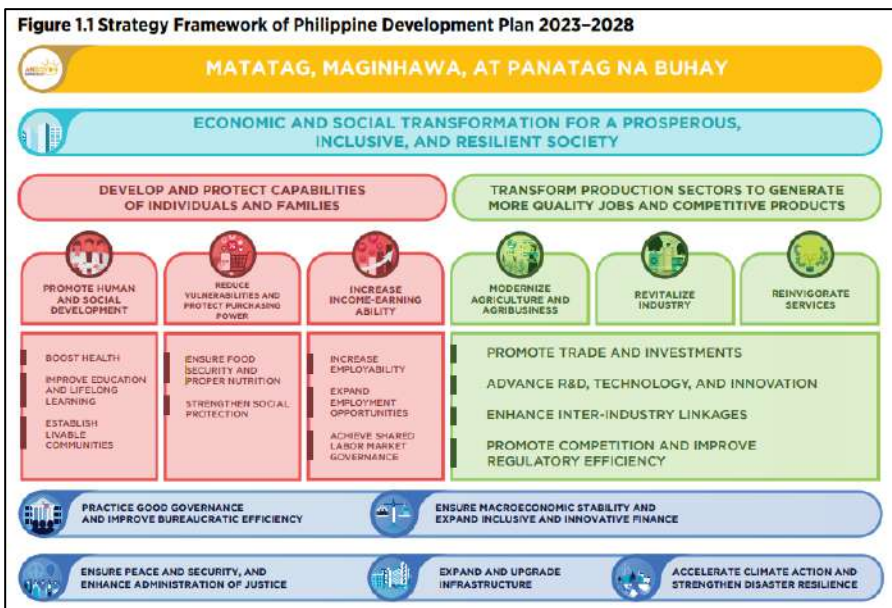 Figure 1.1 Strategy Framework of Philippine Development Plan 2023–2028
MATATAG, MAGINHAWA, AT PANATAG NA BUHAY
ECONOMIC AND SOCIAL TRANSFORMATION FOR A PROSPEROUS,
INCLUSIVE, AND RESILIENT SOCIETY
DEVELOP AND PROTECT CAPABILITIES
OF INDIVIDUALS AND FAMILIES
TRANSFORM PRODUCTION SECTORS TO GENERATE
MORE QUALITY JOBS AND COMPETITIVE PRODUCTS
PROMOTE HUMAN
AND SOCIAL
DEVELOPMENT
REDUCE
VULNERABILITIES AND
PROTECT PURCHASING
POWER
INCREASE
INCOME-EARNING
ABILITY
MODERNIZE
AGRICULTURE AND
AGRIBUSINESS
REVITALIZE
INDUSTRY
REINVIGORATE
SERVICES
BOOST HEALTH
IMPROVE EDUCATION
AND LIFELONG
LEARNING
ESTABLISH
LIVABLE
COMMUNITIES
ENSURE FOOD
SECURITY AND
PROPER NUTRITION
STRENGTHEN SOCIAL
PROTECTION
INCREASE
EMPLOYABILITY
EXPAND
EMPLOYMENT
OPPORTUNITIES
ACHIEVE SHARED
LABOR MARKET
GOVERNANCE
PROMOTE TRADE AND INVESTMENTS
ADVANCE R&D, TECHNOLOGY, AND INNOVATION
ENHANCE INTER-INDUSTRY LINKAGES
PROMOTE COMPETITION AND IMPROVE
REGULATORY EFFICIENCY
PRACTICE GOOD GOVERNANCE
AND IMPROVE BUREAUCRATIC EFFICIENCY
ENSURE MACROECONOMIC STABILITY AND
EXPAND INCLUSIVE AND INNOVATIVE FINANCE
ENSURE PEACE AND SECURITY, AND
ENHANCE ADMINISTRATION OF JUSTICE
EXPAND AND UPGRADE
INFRASTRUCTURE
ACCELERATE CLIMATE ACTION AND
STRENGTHEN DISASTER RESILIENCE